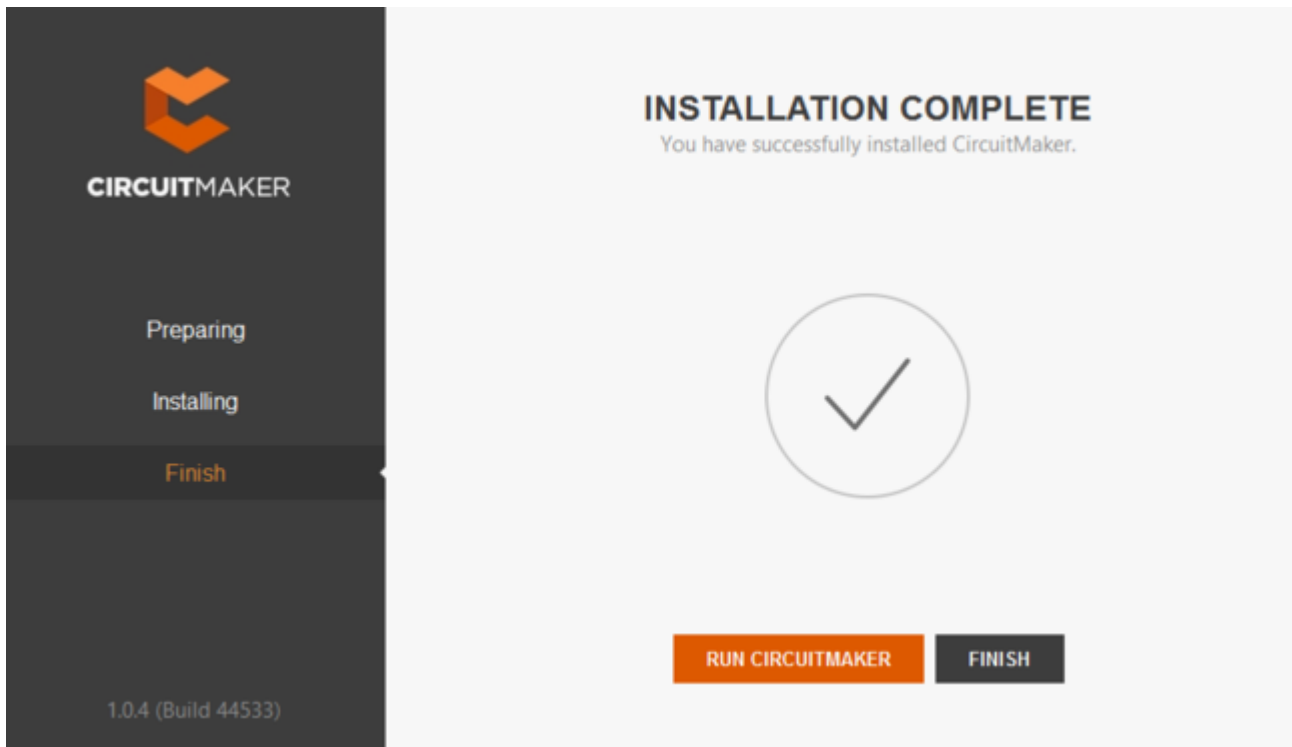 CIRCUITMAKER
Preparing
Installing
Finish
1.0.4 (Build 44533)
INSTALLATION COMPLETE
You have successfully installed CircuitMaker.
RUN CIRCUITMAKER
FINISH